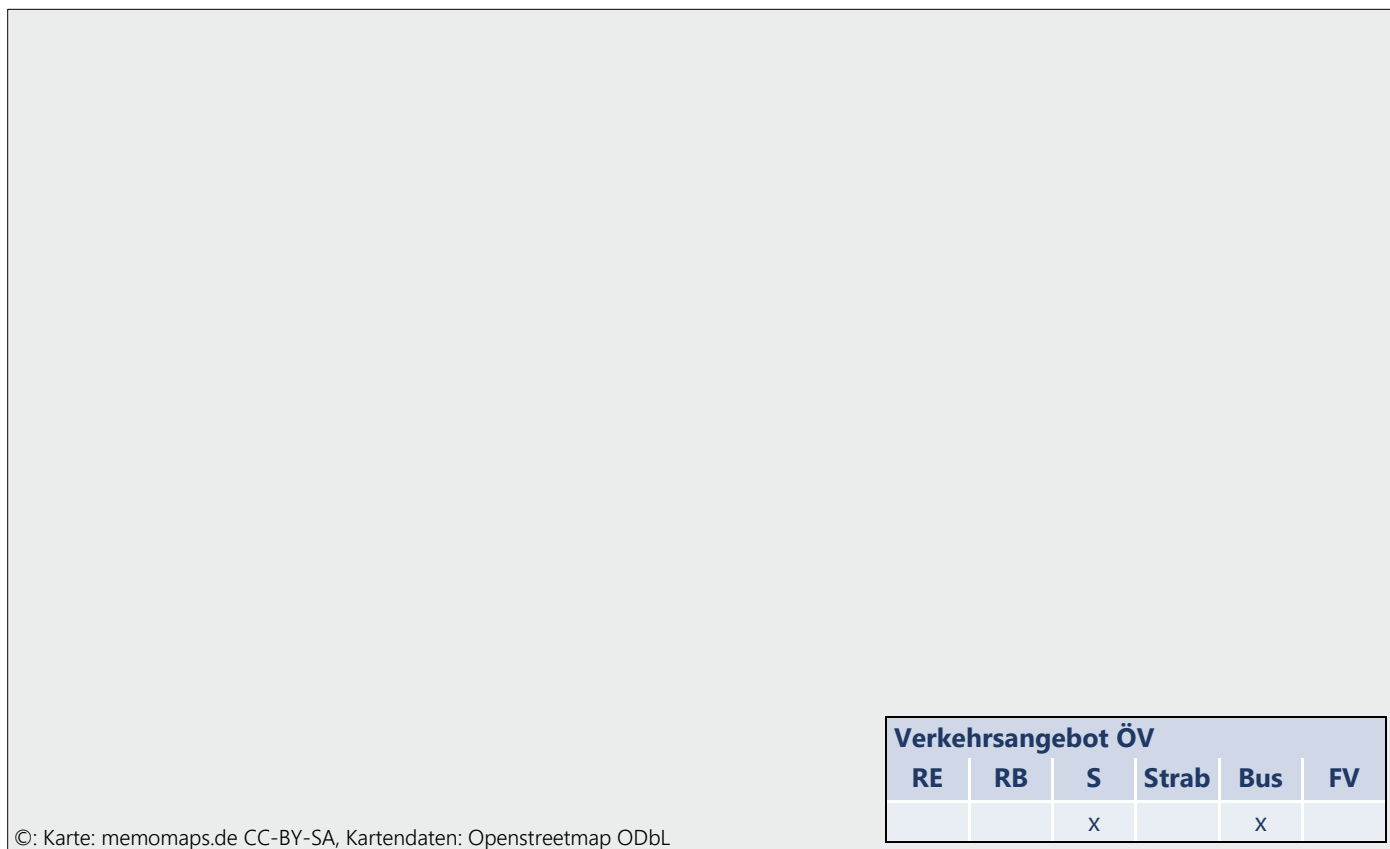 Verkehrsangebot ÖV
RE RB S Strab Bus FV
x x
©: Karte: memomaps.de CC-BY-SA, Kartendaten: Openstreetmap ODbL